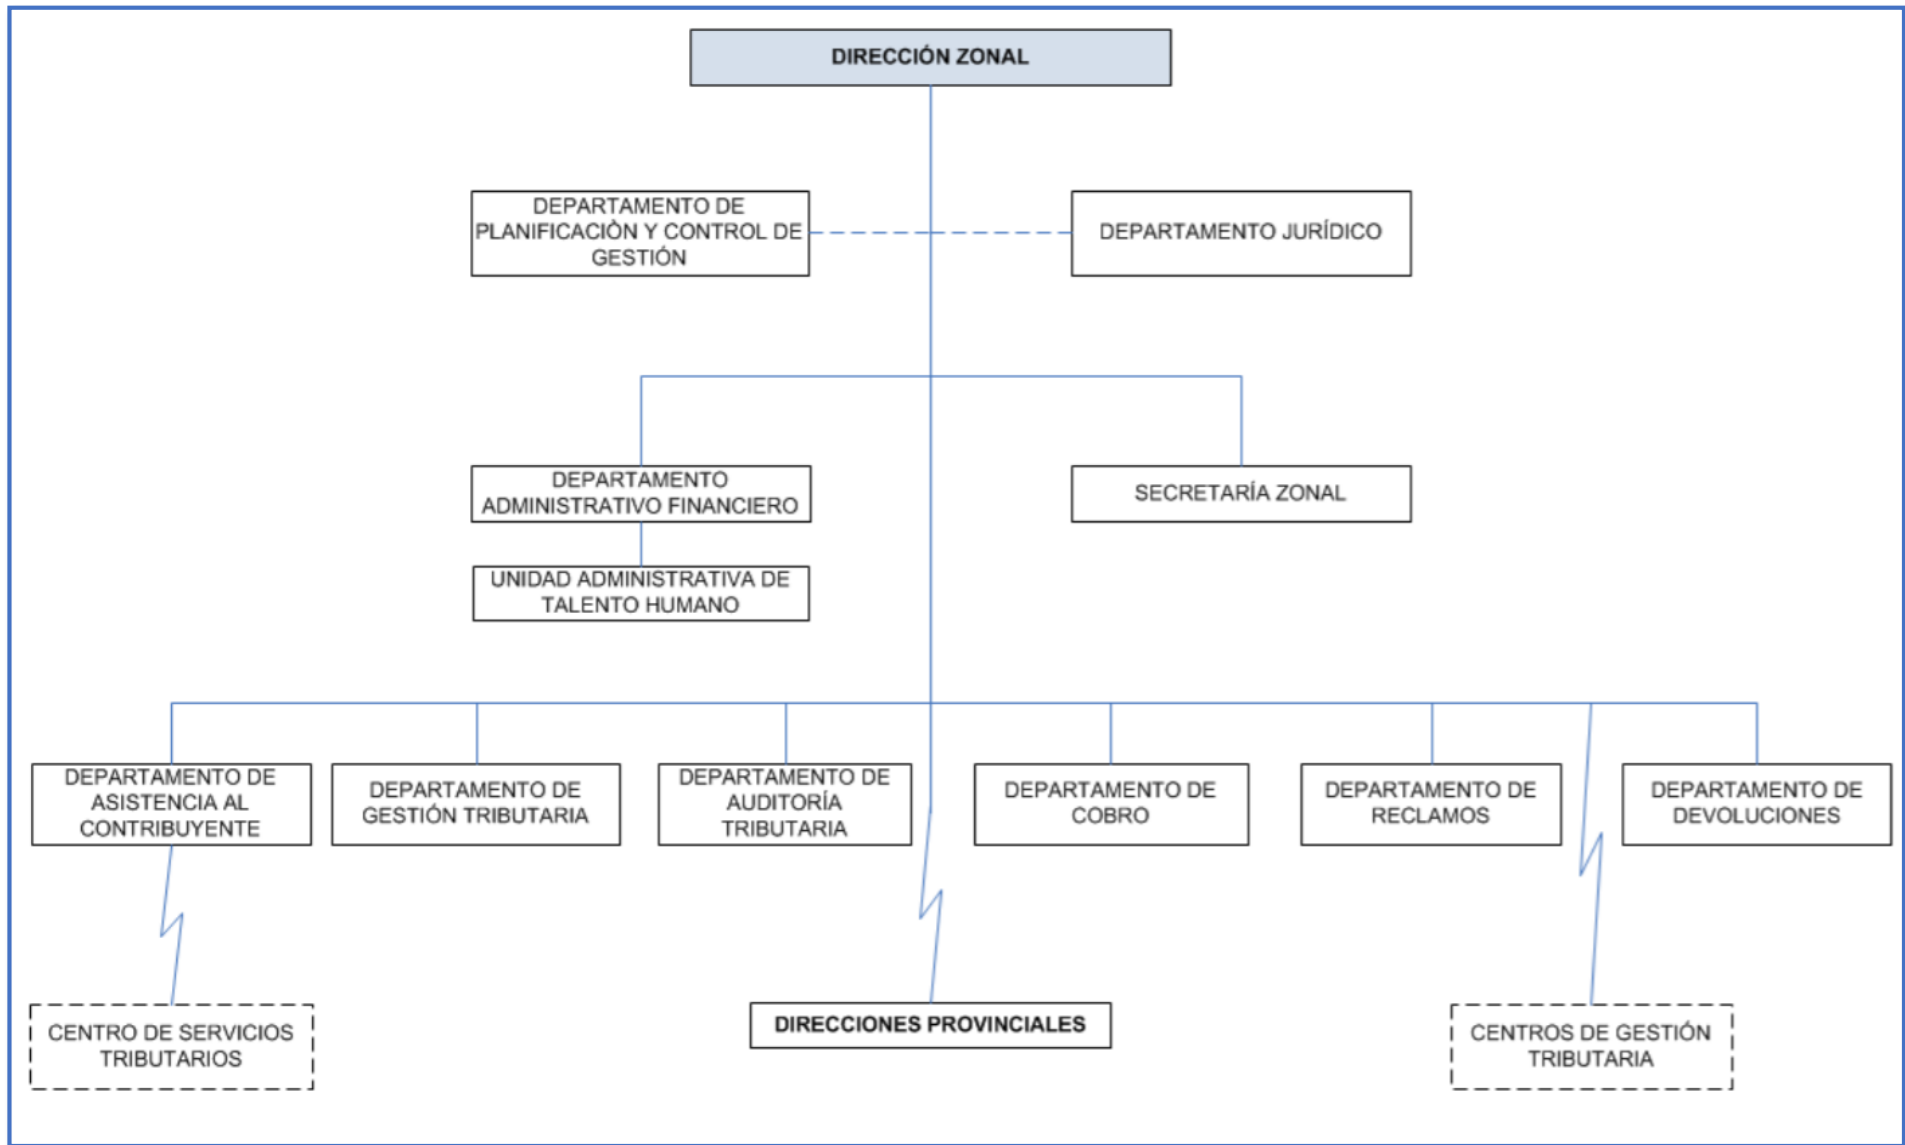 DIRECCIÓN ZONAL
DEPARTAMENTO DE
PLANIFICACIÒN Y CONTROL DE
GESTIÓN
DEPARTAMENTO JURÍDICO
DEPARTAMENTO
ADMINISTRATIVO FINANCIERO
SECRETARÍA ZONAL
UNIDAD ADMINISTRATIVA DE
TALENTO HUMANO
DEPARTAMENTO DE
ASISTENCIA AL
CONTRIBUYENTE
DEPARTAMENTO DE
GESTIÓN TRIBUTARIA
DEPARTAMENTO DE
AUDITORÍA
TRIBUTARIA
DEPARTAMENTO DE
COBRO
DEPARTAMENTO DE
RECLAMOS
DEPARTAMENTO DE
DEVOLUCIONES
CENTRO DE SERVICIOS
TRIBUTARIOS
DIRECCIONES PROVINCIALES
CENTROS DE GESTIÓN
TRIBUTARIA